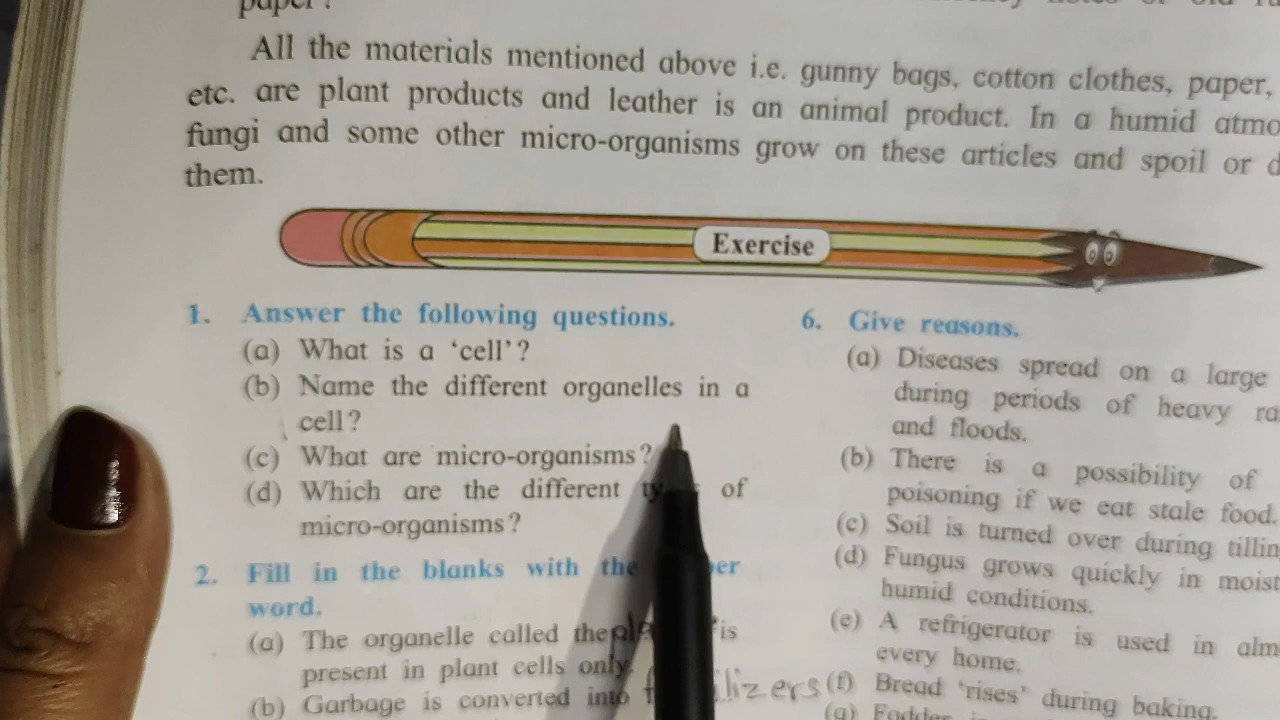 paper?
All the materials mentioned above i.e. gunny bags, cotton clothes, paper,
etc. are plant products and leather is an animal product. In a humid
fungi and some other micro-organisms grow on these articles and spoil or
them.
Exercise
1. Answer the following questions.
(a) What is a ‘cell’?
(b) Name the different organelles in a
cell?
(c) What are micro-organisms?
(d) Which are the different of
micro-organisms?
2. Fill in the blanks with the
word.
(a) The organelle called the is
present in plant cells only.
(b) Garbage is converted into
6. Give reasons.
(a) Diseases spread on a large
during periods of heavy
and floods.
(b) There is a possibility of
poisoning if we eat stale food.
(c) Soil is turned over during
(d) Fungus grows quickly in moist
humid conditions.
(e) A refrigerator is used in
every home.
(f) Bread ‘rises’ during baking.
(g) Fodder